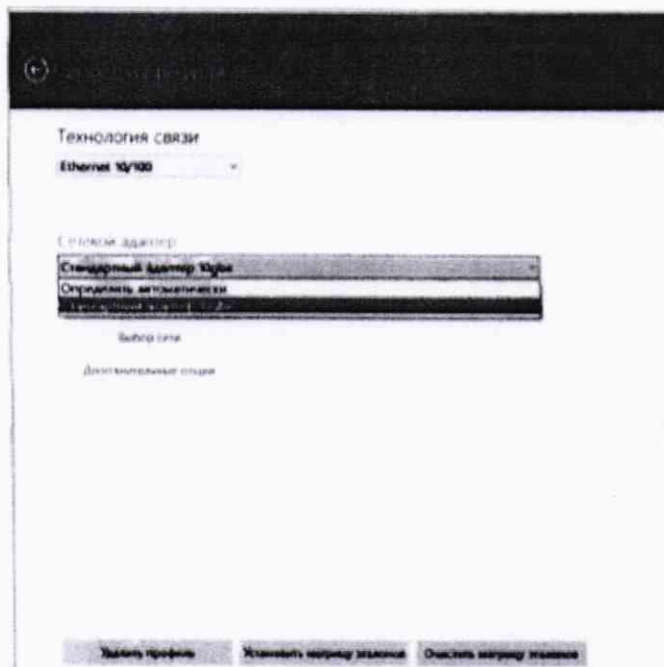 Технология связи
Ethernet 10/100
Сетевой адаптер
Стандартный адаптер 10gbe
Определять автоматически
Выбор сети
Дополнительные опции
Удалить профиль Установить матрицу эталонов Очистить матрицу эталонов